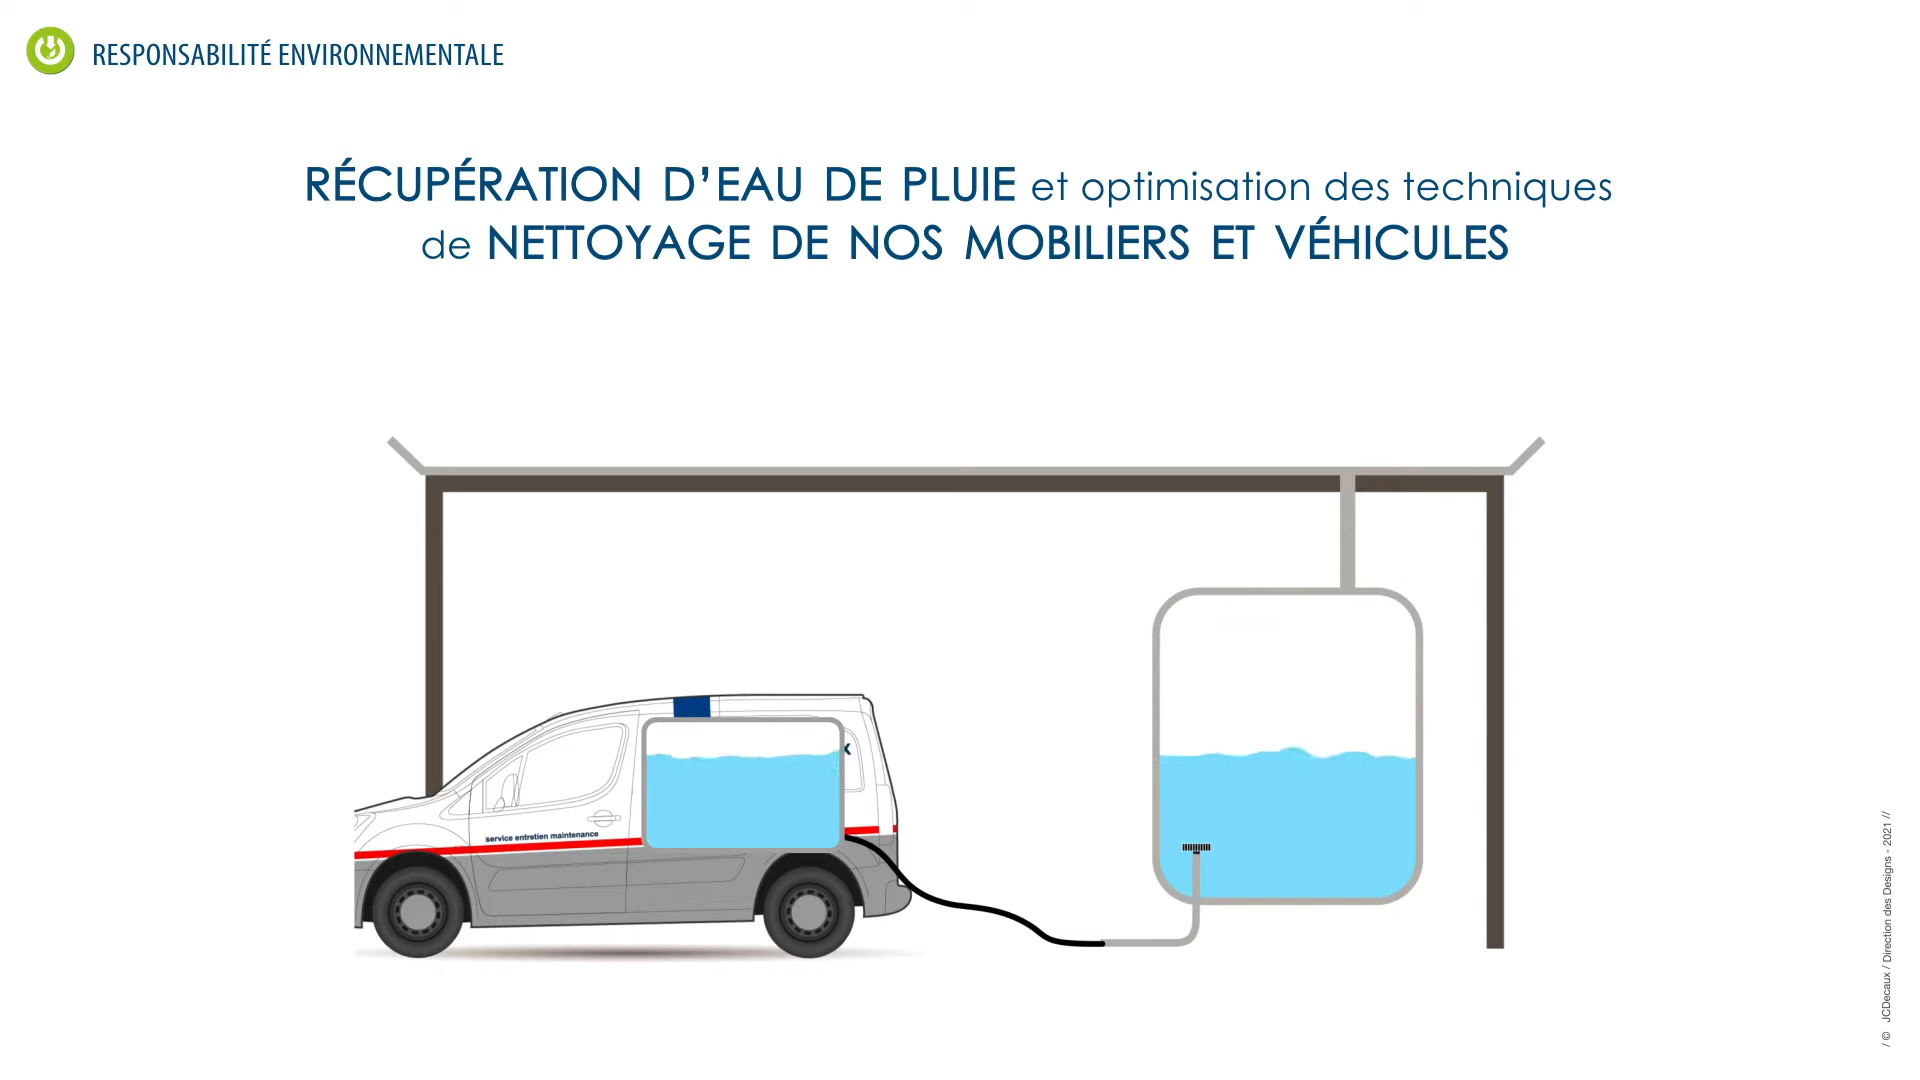 RESPONSABILITÉ ENVIRONNEMENTALE
RÉCUPÉRATION D’EAU DE PLUIE et optimisation des techniques
de NETTOYAGE DE NOS MOBILIERS ET VÉHICULES
x
service entretien maintenance
/ © JCDecaux / Direction des Designs - 2021 //